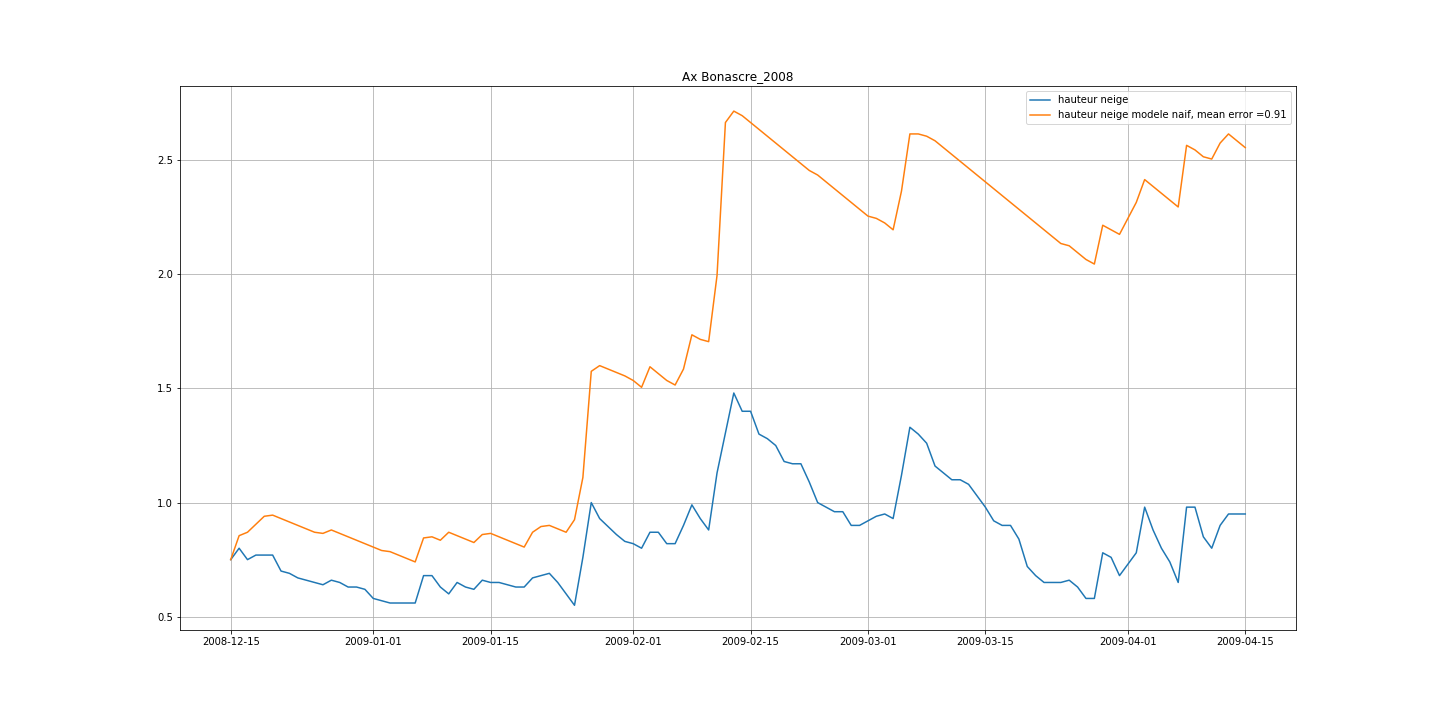 Ax Bonascre_2008
hauteur neige
hauteur neige modele naif, mean error =0.91
2.5
2.0
1.5
1.0
0.5
2008-12-15 2009-01-01 2009-01-15 2009-02-01 2009-02-15 2009-03-01 2009-03-15 2009-04-01 2009-04-15